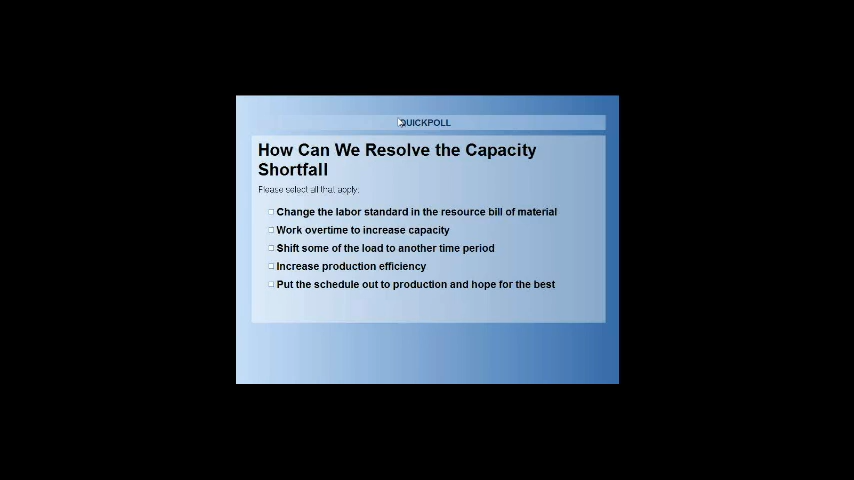 QUICKPOLL
How Can We Resolve the Capacity
Shortfall
Please select all that apply:
Change the labor standard in the resource bill of material
Work overtime to increase capacity
Shift some of the load to another time period
Increase production efficiency
Put the schedule out to production and hope for the best